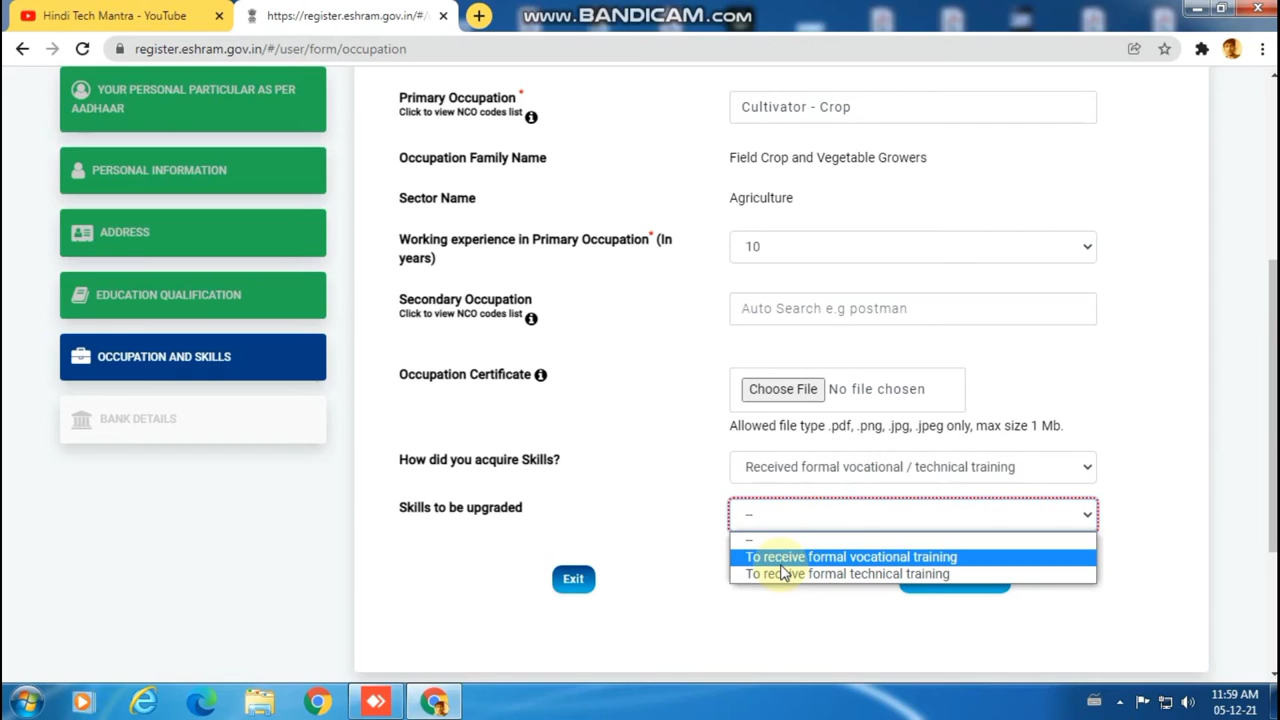 Hindi Tech Mantra - YouTube
https://register.eshram.gov.in/#/u
www.BANDICAM.com
register.eshram.gov.in/#/user/form/occupation
YOUR PERSONAL PARTICULAR AS PER
AADHAAR
PERSONAL INFORMATION
ADDRESS
EDUCATION QUALIFICATION
OCCUPATION AND SKILLS
BANK DETAILS
Primary Occupation *
Click to view NCO codes list
Cultivator - Crop
Occupation Family Name
Field Crop and Vegetable Growers
Sector Name
Agriculture
Working experience in Primary Occupation* (In
years)
10
Secondary Occupation
Click to view NCO codes list
Auto Search e.g postman
Occupation Certificate
Choose File No file chosen
Allowed file type .pdf, .png, .jpg, .jpeg only, max size 1 Mb.
How did you acquire Skills?
Received formal vocational / technical training
Skills to be upgraded
--
--
To receive formal vocational training
To receive formal technical training
Exit
11:59 AM
05-12-21